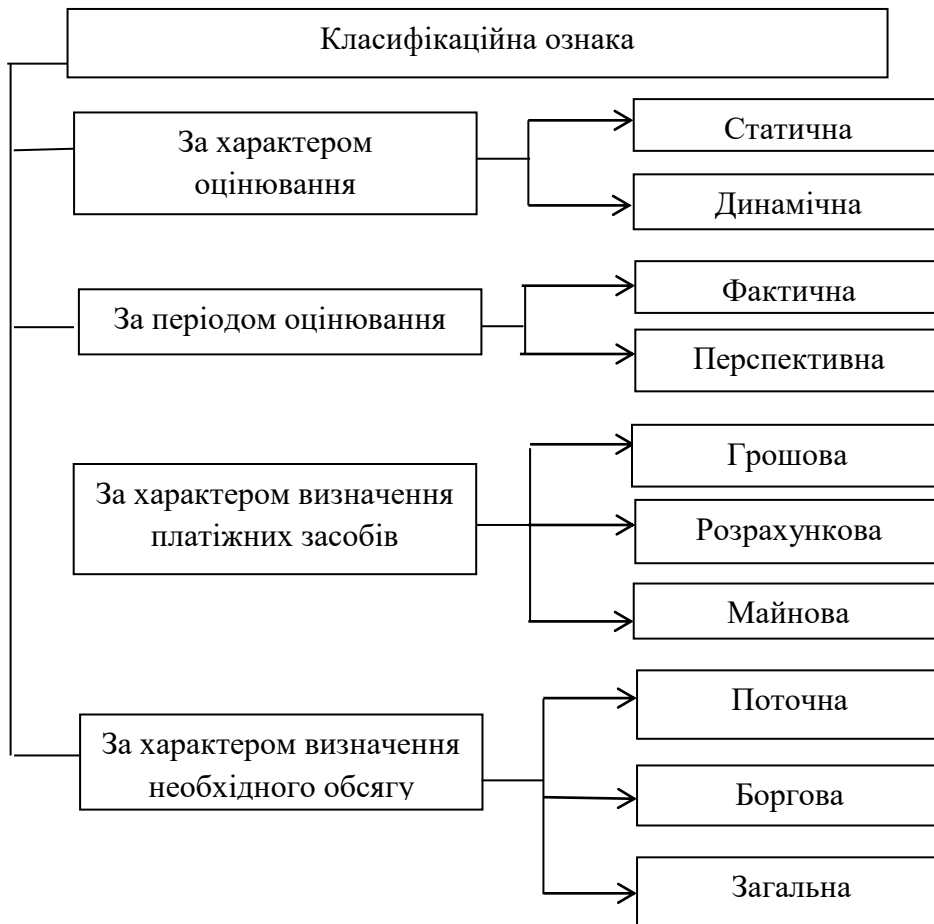 Класифікаційна ознака
За характером
оцінювання
Статична
Динамічна
За періодом оцінювання
Фактична
Перспективна
За характером визначення
платіжних засобів
Грошова
Розрахункова
Майнова
За характером визначення
необхідного обсягу
Поточна
Боргова
Загальна